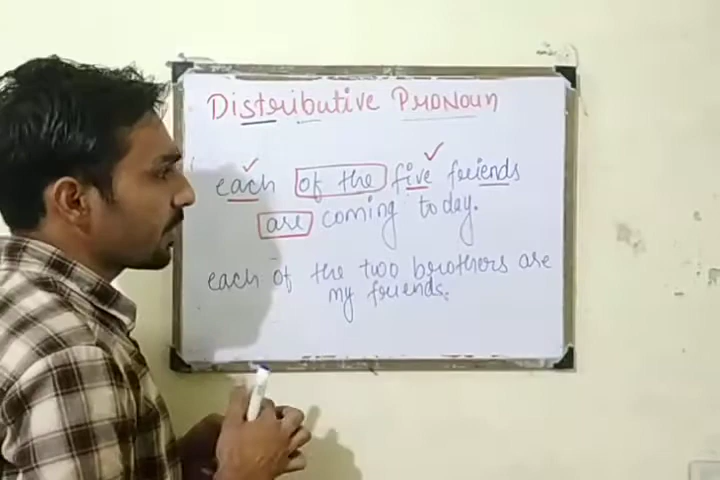 Distributive Pronoun
each of the five friends
are coming today.
each of the two brothers are
my friends.